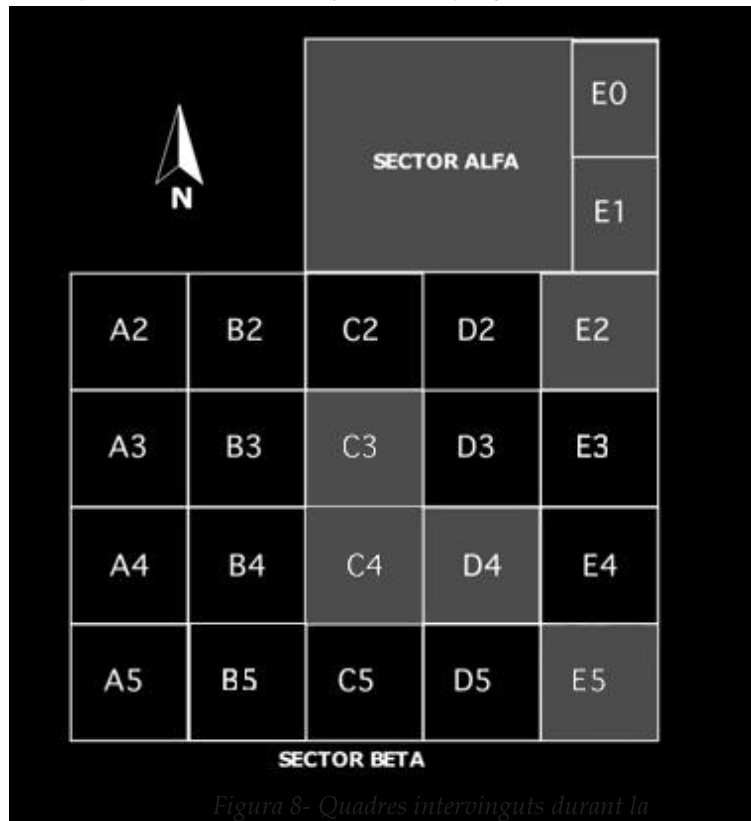 E0
SECTOR ALFA
N
E1
A2 B2 C2 D2 E2
A3 B3 C3 D3 E3
A4 B4 C4 D4 E4
A5 B5 C5 D5 E5
SECTOR BETA
Figura 8- Quadres intervinguts durant la